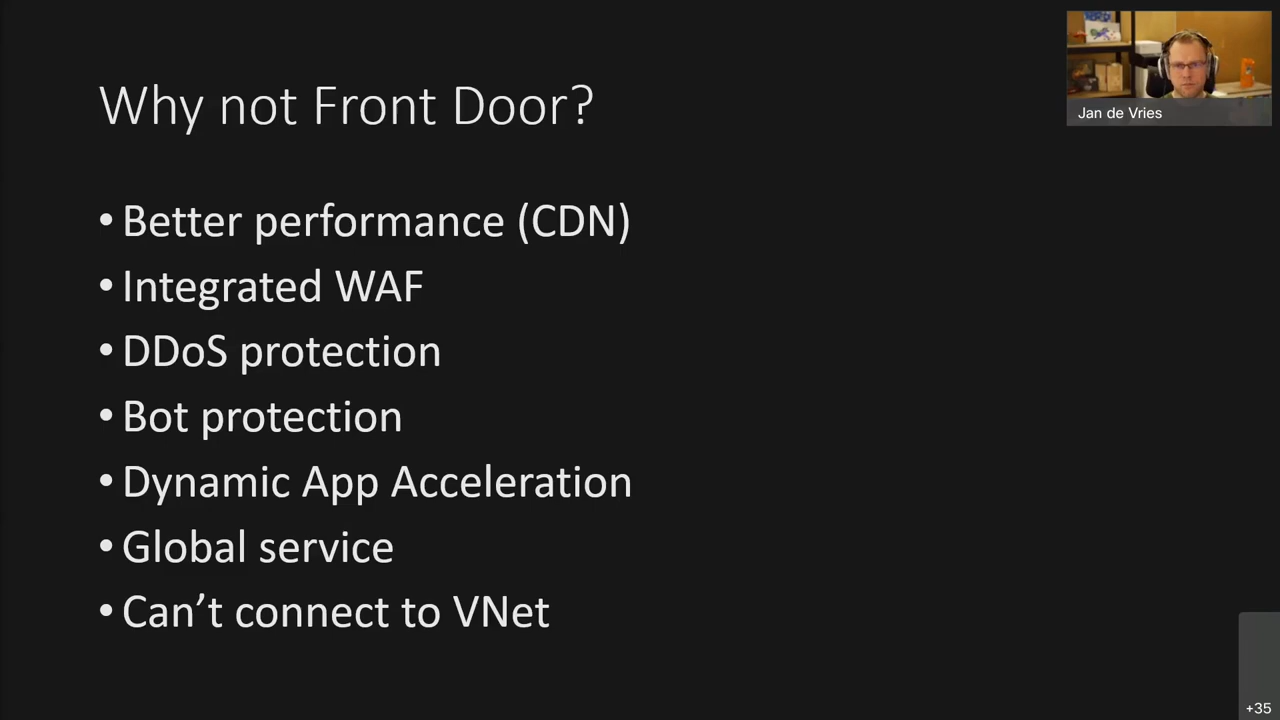 Why not Front Door?
Jan de Vries
• Better performance (CDN)
• Integrated WAF
• DDoS protection
• Bot protection
• Dynamic App Acceleration
• Global service
• Can’t connect to VNet
+35